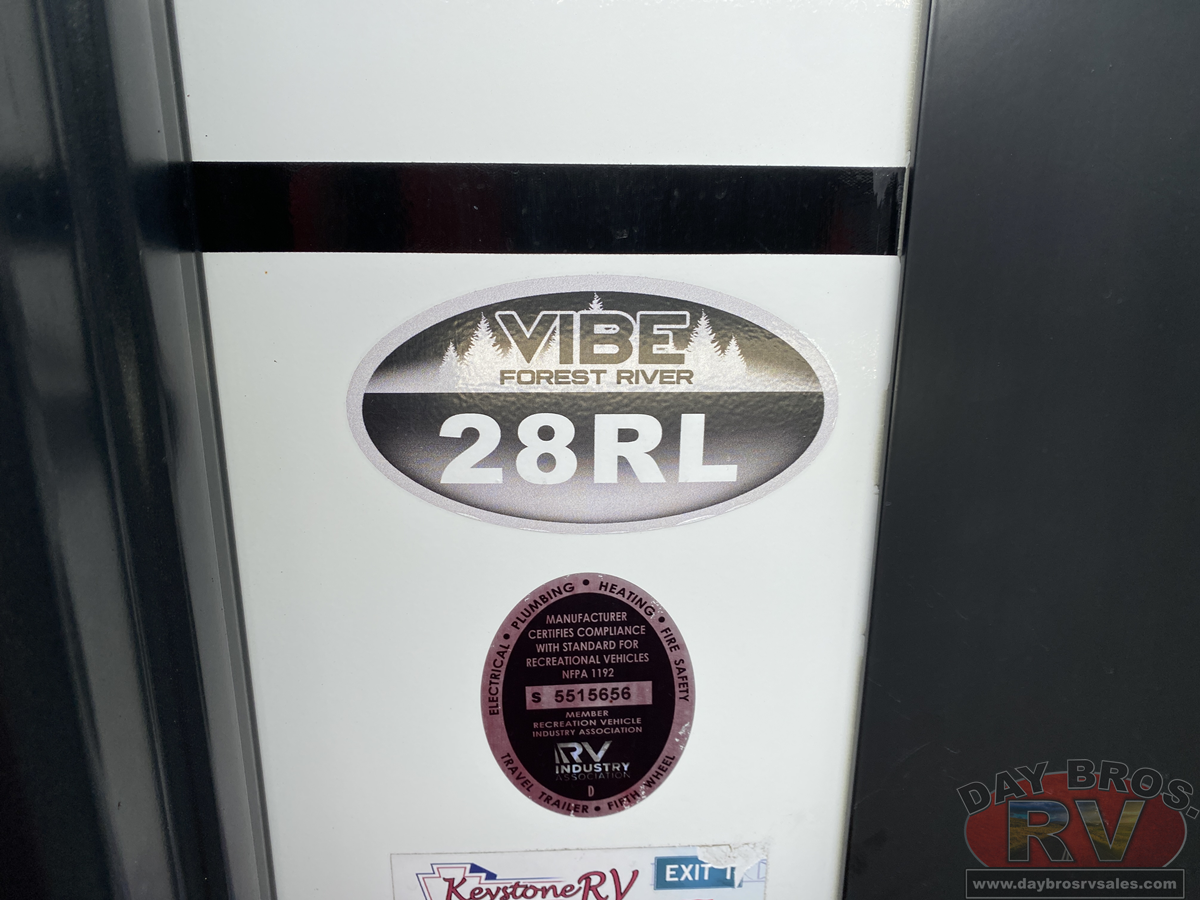 VIBE
FOREST RIVER
28RL
ELECTRICAL • PLUMBING • HEATING • FIRE SAFETY
MANUFACTURER
CERTIFIES COMPLIANCE
WITH STANDARD FOR
RECREATIONAL VEHICLES
NFPA 1192
S 5515656
MEMBER
RECREATION VEHICLE
INDUSTRY ASSOCIATION
RV
INDUSTRY
ASSOCIATION
D
TRAVEL TRAILER • FIFTH WHEEL
KeystoneRV
EXIT
DAY BROS.
RV
www.daybrosrvsales.com